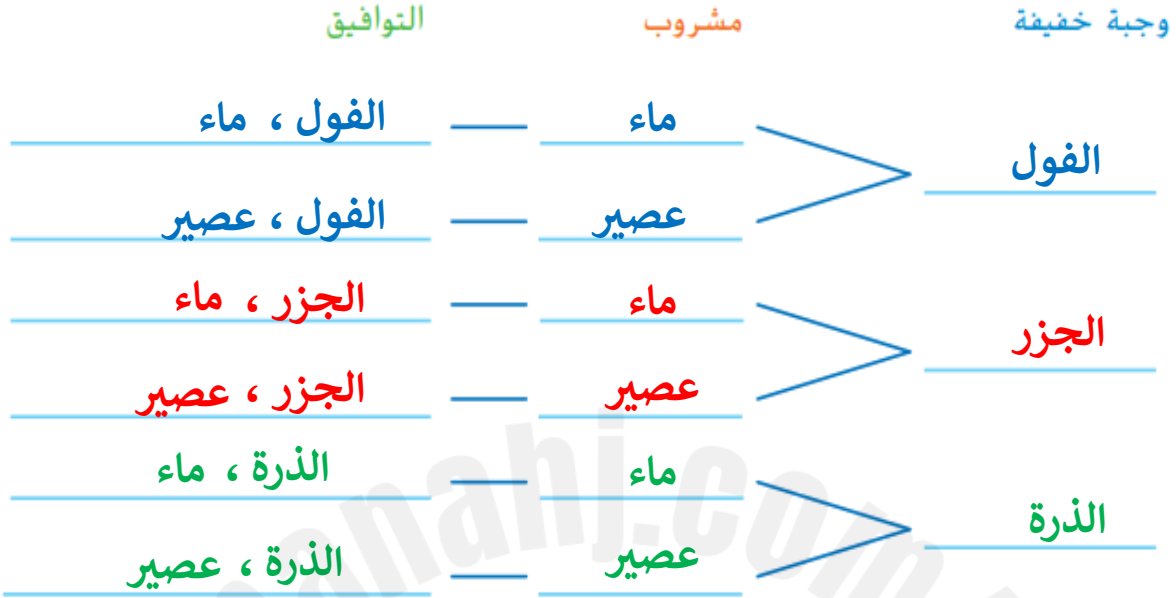 وجبة خفيفة مشروب التوافيق
ماء الفول ، ماء
الفول
عصير الفول ، عصير
ماء الجزر ، ماء
الجزر
عصير الجزر ، عصير
ماء الذرة ، ماء
الذرة
عصير الذرة ، عصير